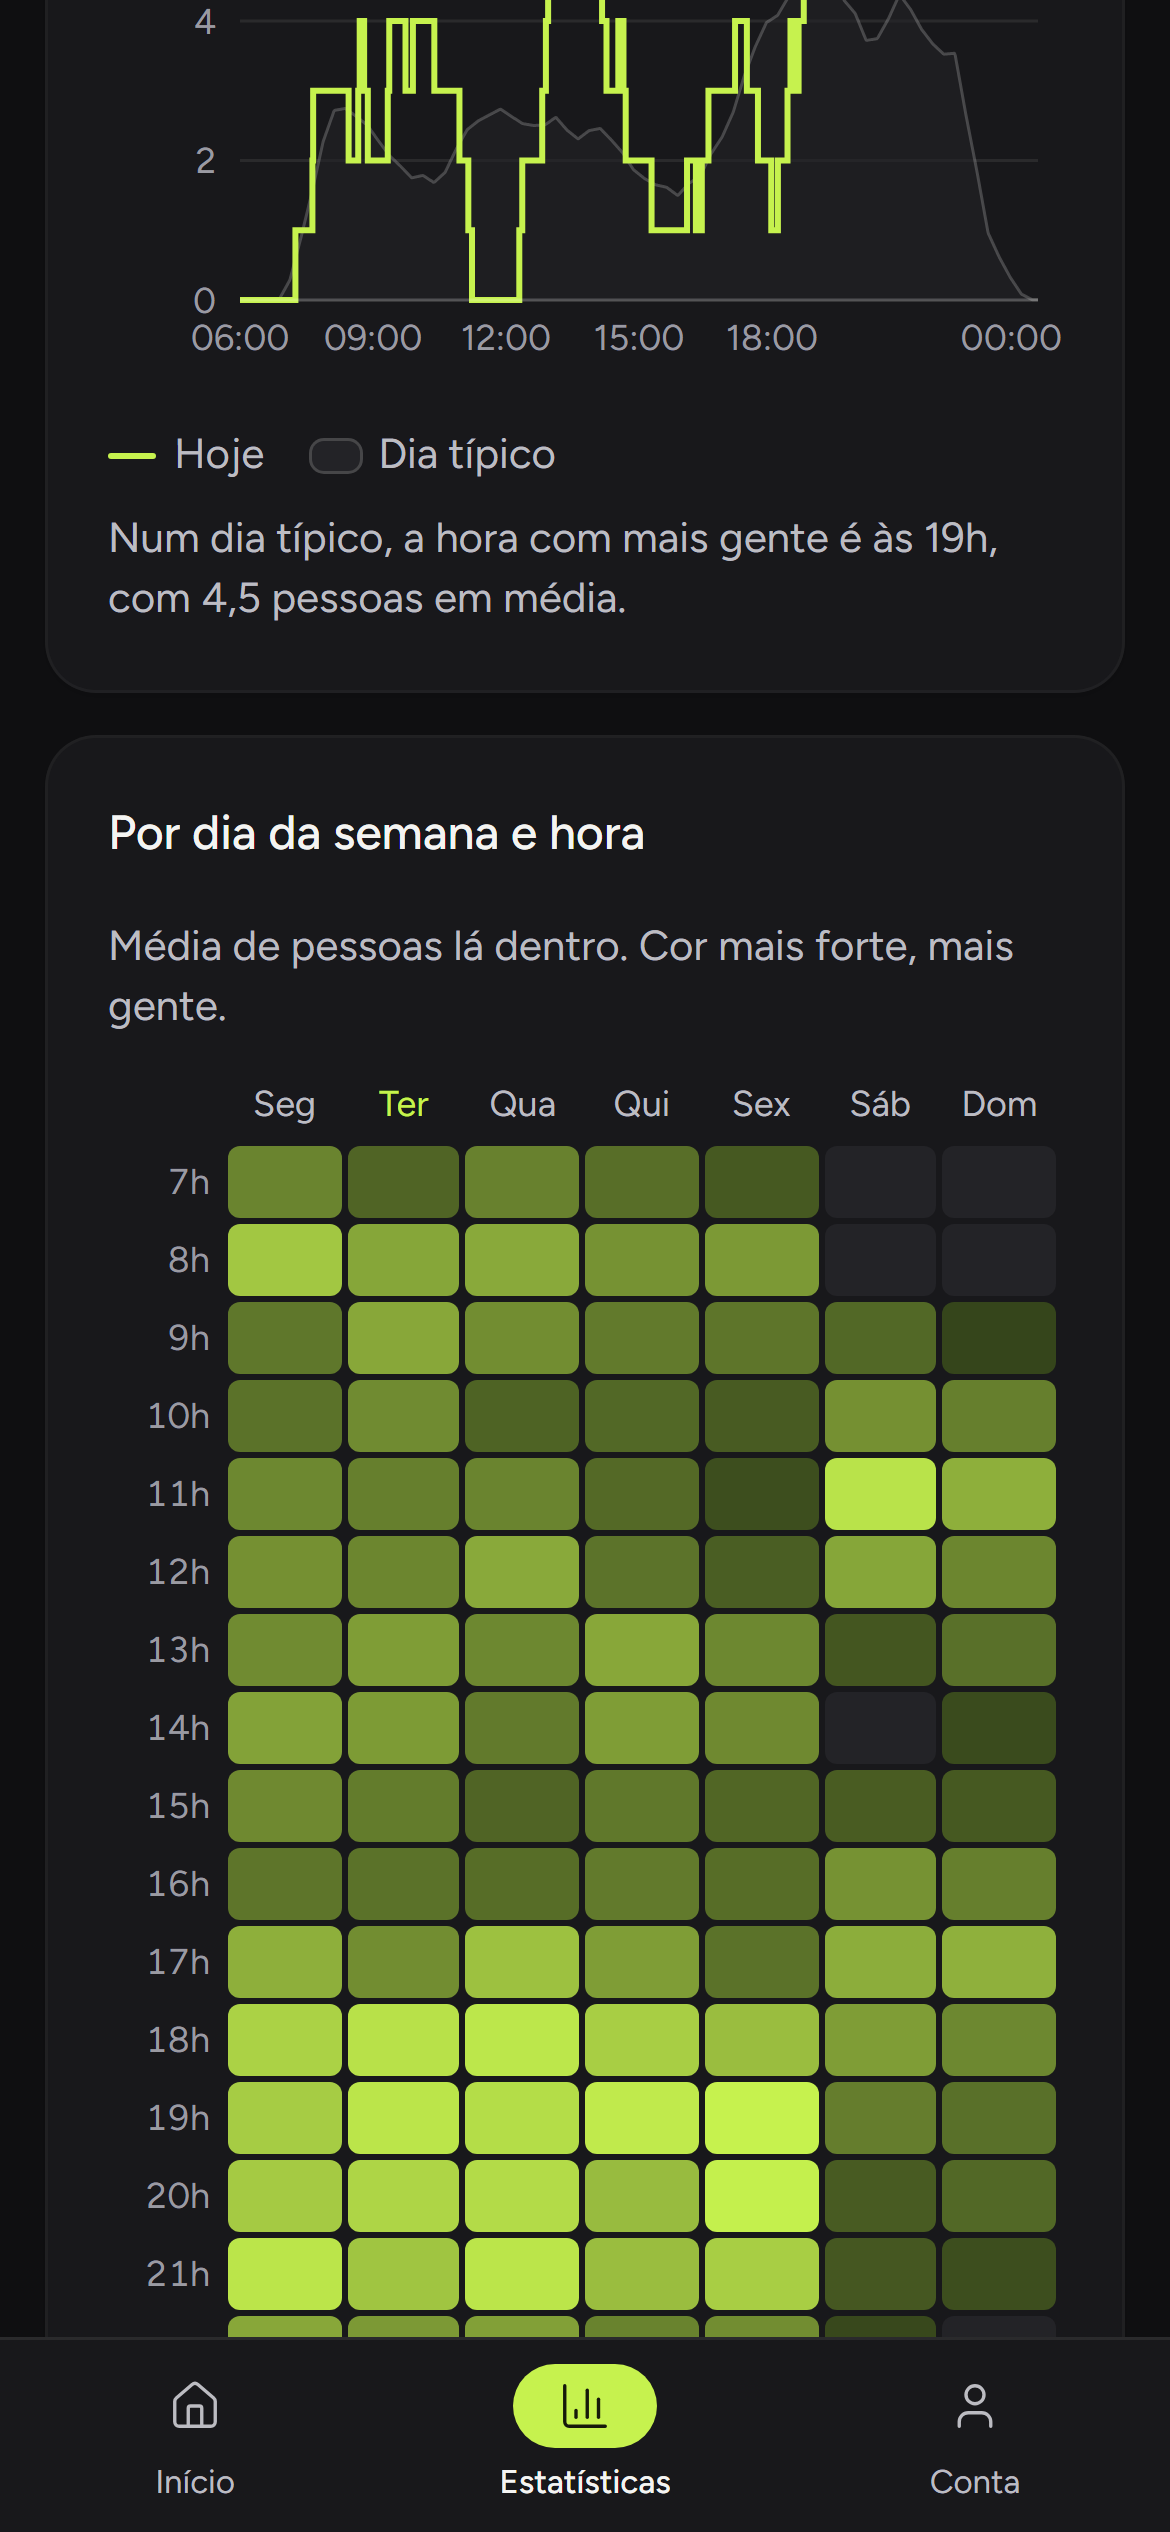 4
2
0
06:00 09:00 12:00 15:00 18:00 00:00
Hoje Dia típico
Num dia típico, a hora com mais gente é às 19h,
com 4,5 pessoas em média.
Por dia da semana e hora
Média de pessoas lá dentro. Cor mais forte, mais
gente.
Seg Ter Qua Qui Sex Sáb Dom
7h
8h
9h
10h
11h
12h
13h
14h
15h
16h
17h
18h
19h
20h
21h
Início Estatísticas Conta